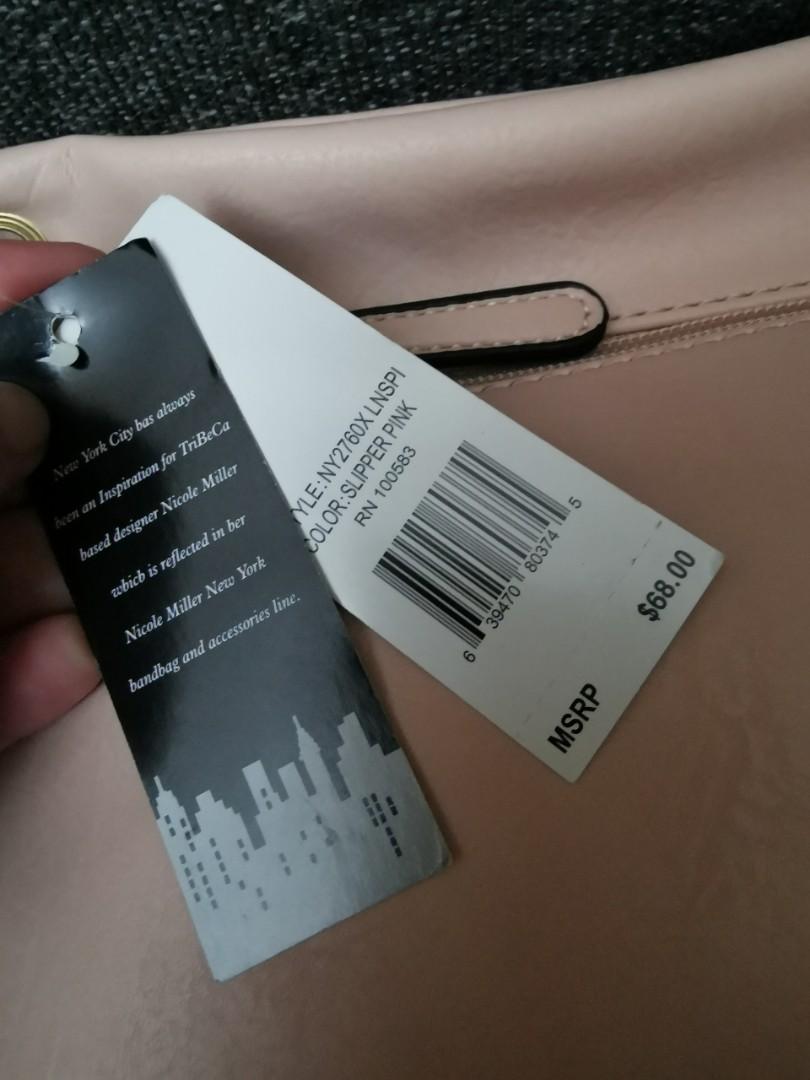 New York City has always
been an Inspiration for TriBeCa
based designer Nicole Miller
which is reflected in her
Nicole Miller New York
handbag and accessories line.
YLE:NY2760X LNSPI
COLOR:SLIPPER PINK
RN 100583
6 39470 80374 5
MSRP $68.00